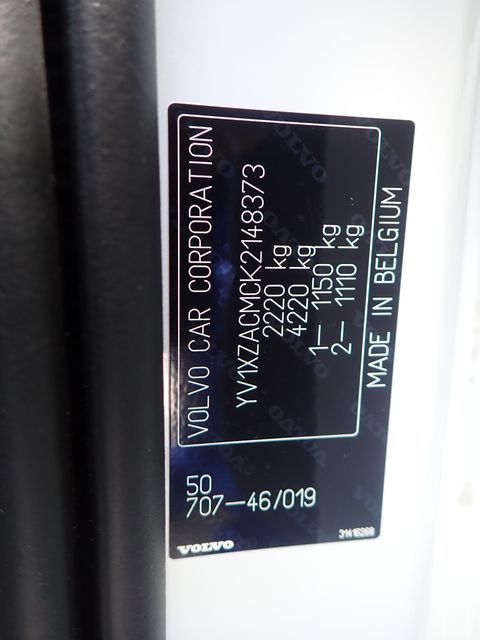 VOLVO CAR CORPORATION
YV1XZACMCK2148373
2220 kg
4220 kg
1— 1150 kg
2— 1110 kg
MADE IN BELGIUM
50
707—46/019
VOLVO
31416260